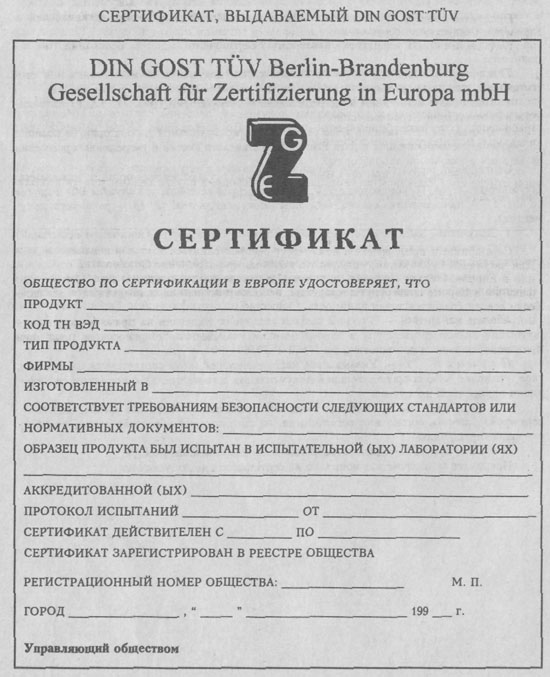 СЕРТИФИКАТ, ВЫДАВАЕМЫЙ DIN GOST TÜV
DIN GOST TÜV Berlin-Brandenburg
Gesellschaft für Zertifizierung in Europa mbH
Z G E
СЕРТИФИКАТ
ОБЩЕСТВО ПО СЕРТИФИКАЦИИ В ЕВРОПЕ УДОСТОВЕРЯЕТ, ЧТО
ПРОДУКТ
КОД ТН ВЭД
ТИП ПРОДУКТА
ФИРМЫ
ИЗГОТОВЛЕННЫЙ В
СООТВЕТСТВУЕТ ТРЕБОВАНИЯМ БЕЗОПАСНОСТИ СЛЕДУЮЩИХ СТАНДАРТОВ ИЛИ
НОРМАТИВНЫХ ДОКУМЕНТОВ:
ОБРАЗЕЦ ПРОДУКТА БЫЛ ИСПЫТАН В ИСПЫТАТЕЛЬНОЙ (ЫХ) ЛАБОРАТОРИИ (ЯХ)
АККРЕДИТОВАННОЙ (ЫХ)
ПРОТОКОЛ ИСПЫТАНИЙ ОТ
СЕРТИФИКАТ ДЕЙСТВИТЕЛЕН С ПО
СЕРТИФИКАТ ЗАРЕГИСТРИРОВАН В РЕЕСТРЕ ОБЩЕСТВА
РЕГИСТРАЦИОННЫЙ НОМЕР ОБЩЕСТВА: М. П.
ГОРОД , “ ” 199 г.
Управляющий обществом